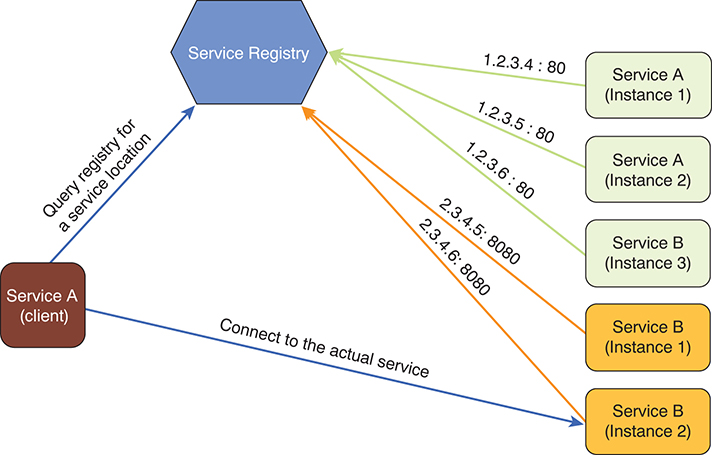 Service Registry
1.2.3.4 : 80
Service A
(Instance 1)
1.2.3.5 : 80
Service A
(Instance 2)
1.2.3.6 : 80
Service B
(Instance 3)
2.3.4.5: 8080
Service B
(Instance 1)
2.3.4.6: 8080
Service B
(Instance 2)
Query registry for
a service location
Service A
(client)
Connect to the actual service